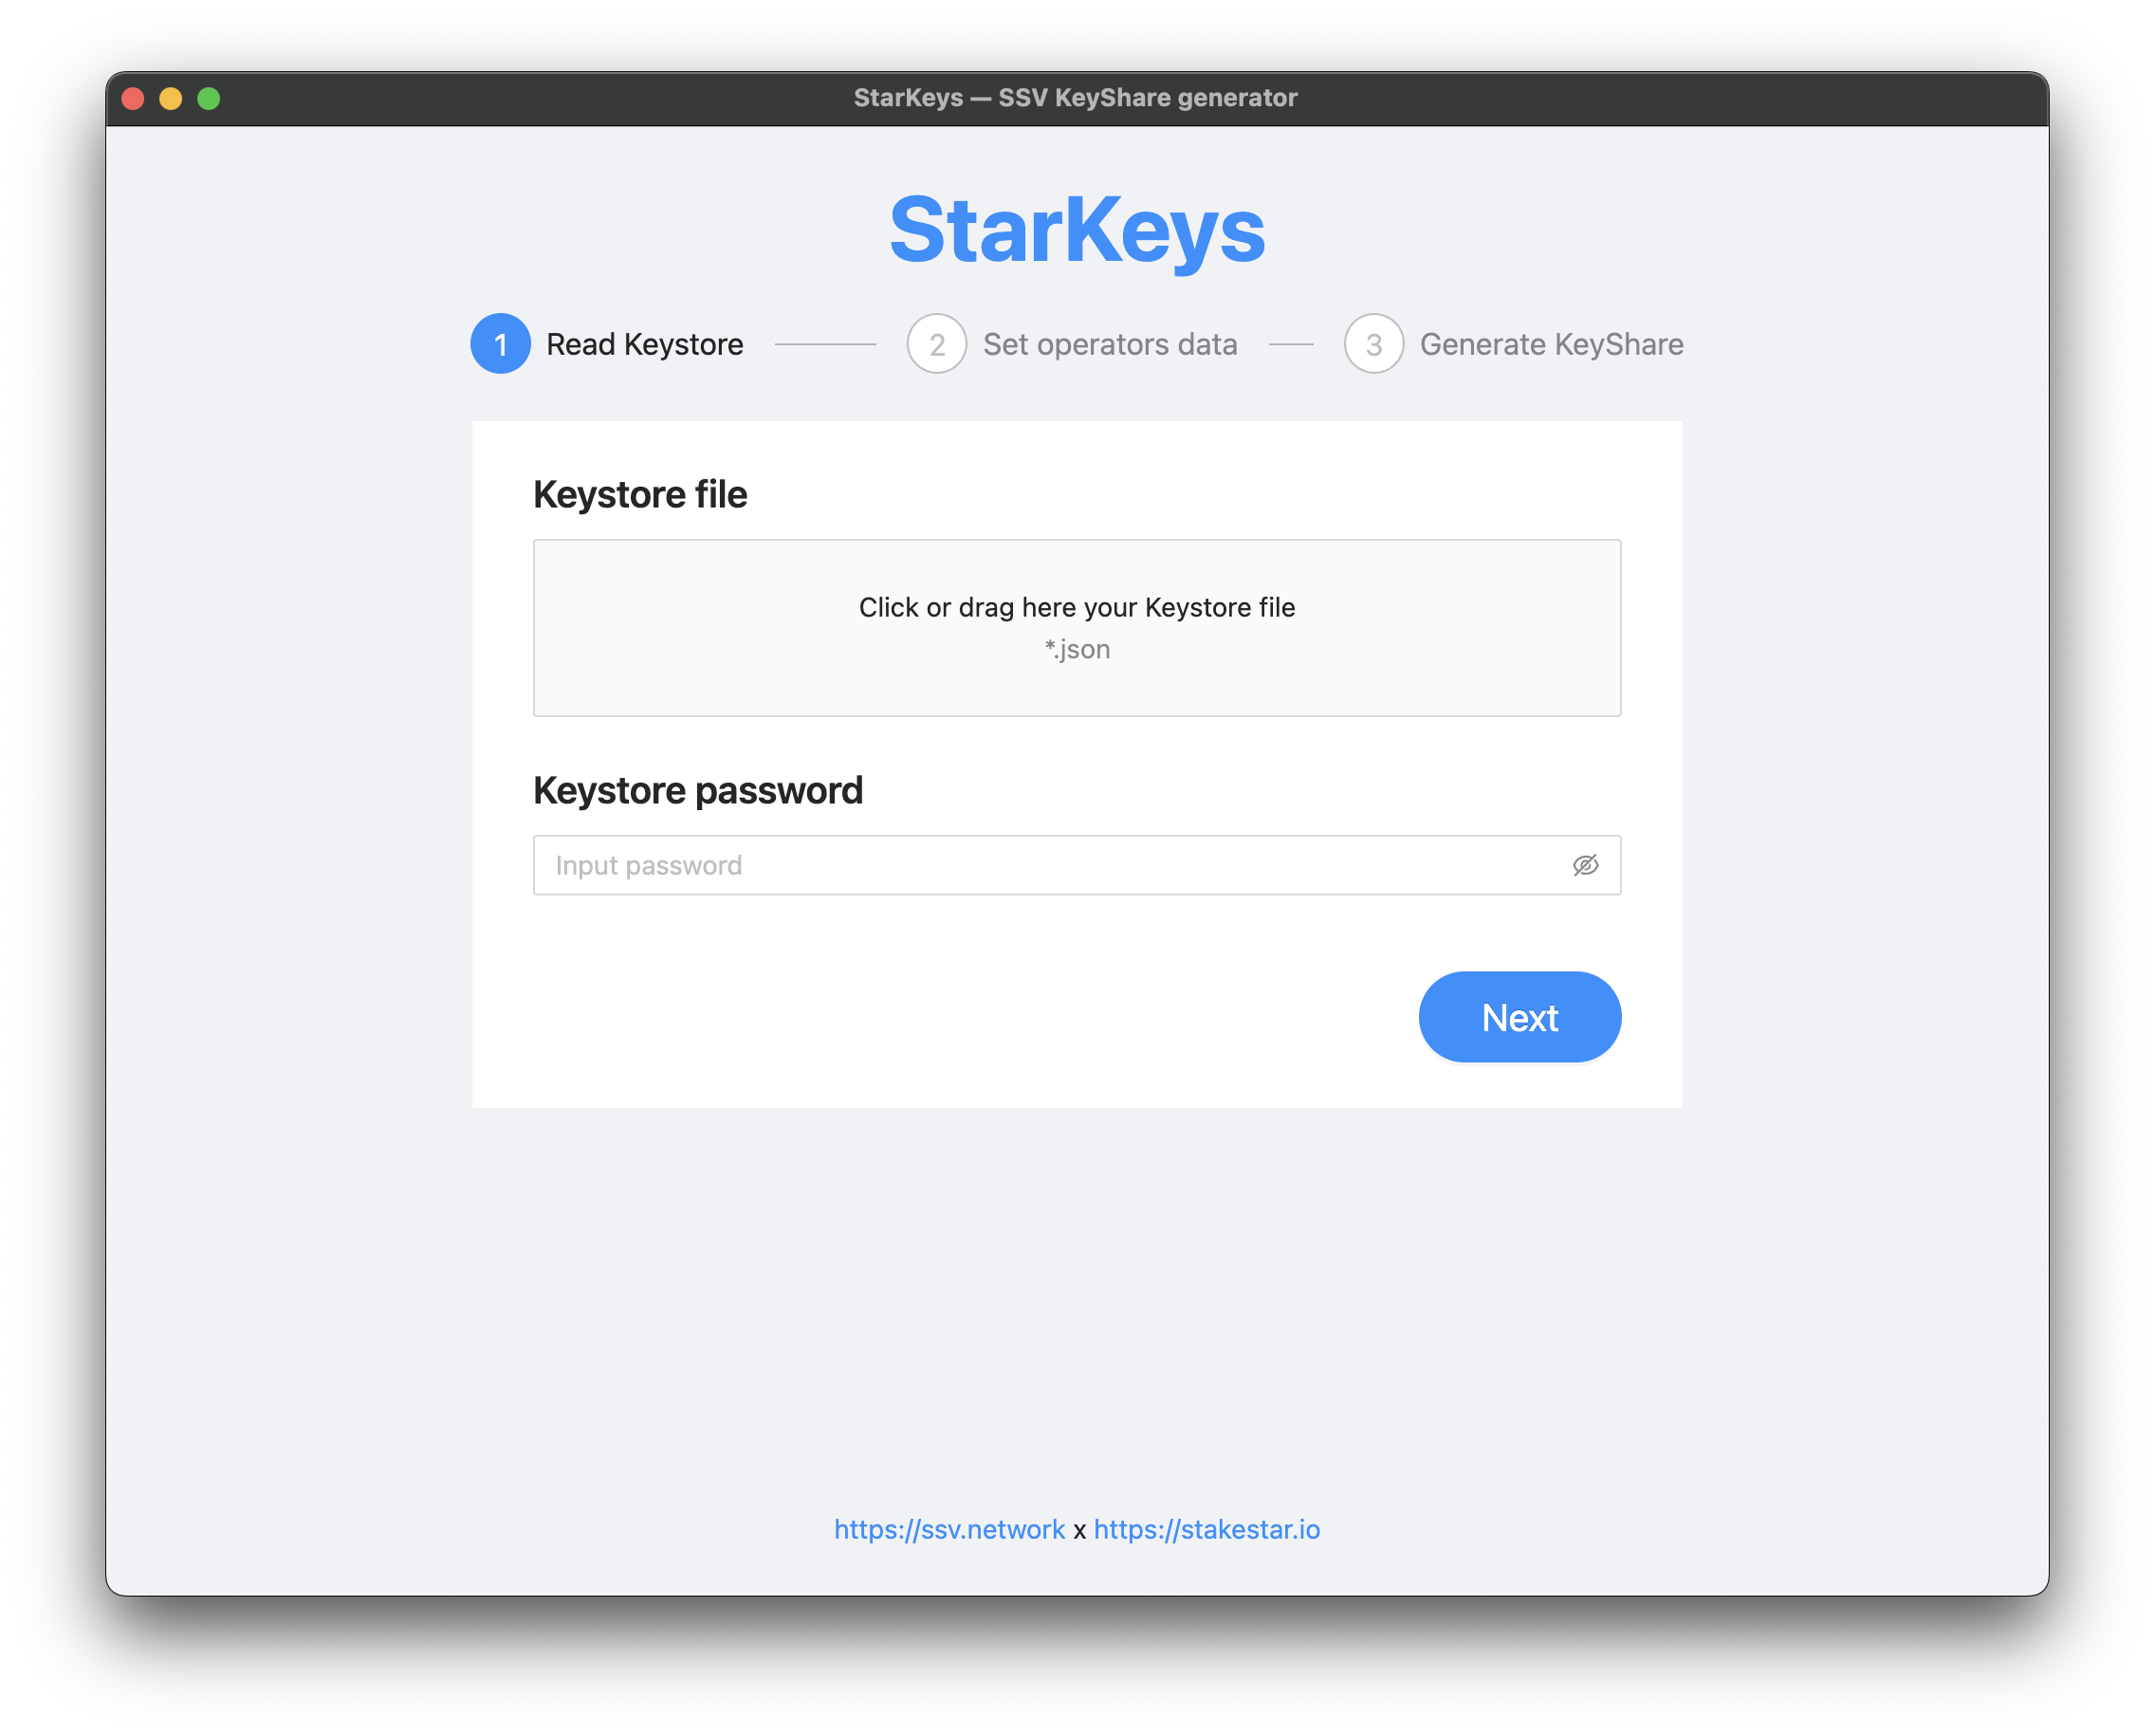 StarKeys — SSV KeyShare generator
StarKeys
1 Read Keystore 2 Set operators data 3 Generate KeyShare
Keystore file
Click or drag here your Keystore file
*.json
Keystore password
Input password
Next
https://ssv.network x https://stakestar.io